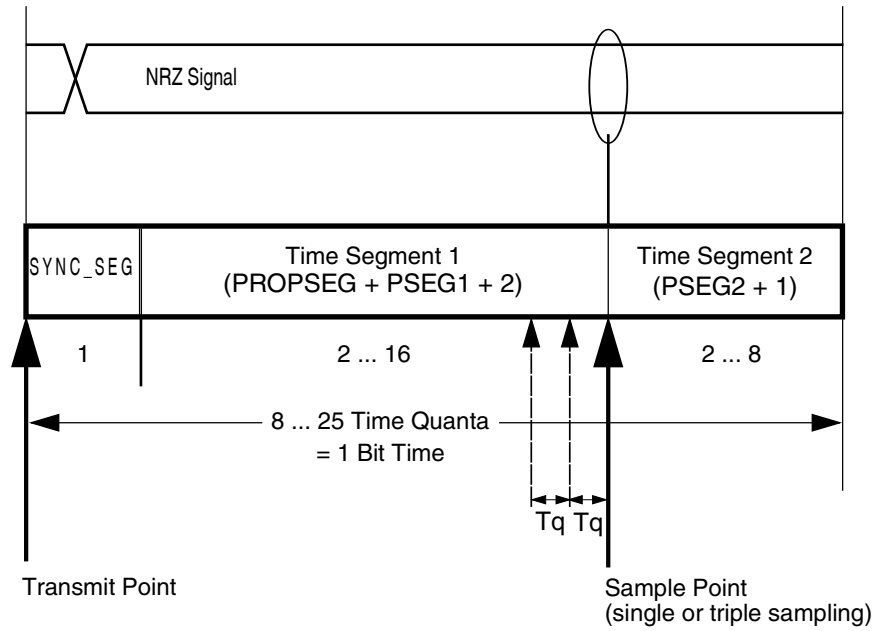 NRZ Signal
SYNC_SEG
Time Segment 1
(PROPSEG + PSEG1 + 2)
Time Segment 2
(PSEG2 + 1)
1
2 ... 16
2 ... 8
8 ... 25 Time Quanta
= 1 Bit Time
Tq Tq
Transmit Point
Sample Point
(single or triple sampling)